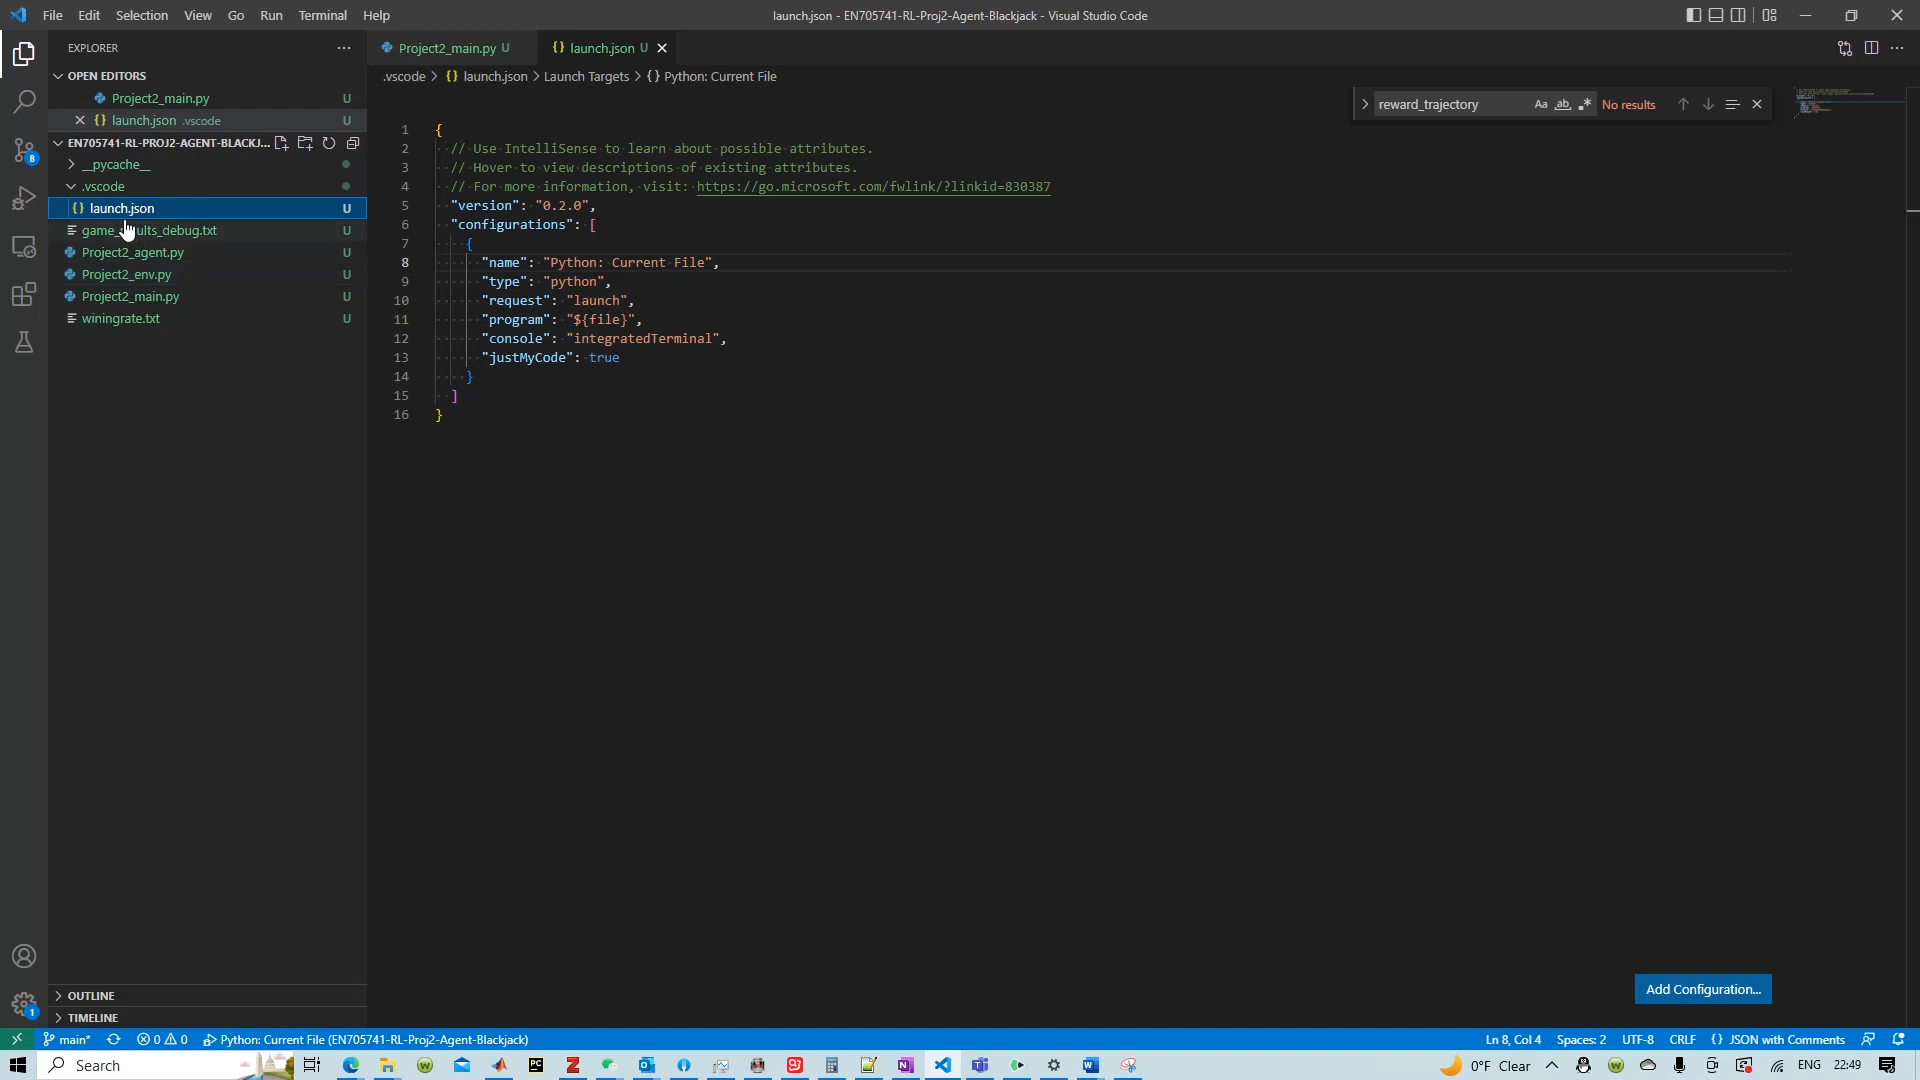 File Edit Selection View Go Run Terminal Help
launch.json - EN705741-RL-Proj2-Agent-Blackjack - Visual Studio Code
EXPLORER
OPEN EDITORS
Project2_main.py U
launch.json .vscode U
EN705741-RL-PROJ2-AGENT-BLACKJ...
__pycache__
.vscode
launch.json U
game_ ults_debug.txt U
Project2_agent.py U
Project2_env.py U
Project2_main.py U
winingrate.txt U
OUTLINE
TIMELINE
8
1
Project2_main.py U
launch.json U
.vscode > {} launch.json > Launch Targets > {} Python: Current File
reward_trajectory Aa ab .* No results
1 {
2 // Use IntelliSense to learn about possible attributes.
3 // Hover to view descriptions of existing attributes.
4 // For more information, visit: https://go.microsoft.com/fwlink/?linkid=830387
5 "version": "0.2.0",
6 "configurations": [
7 {
8 "name": "Python: Current File",
9 "type": "python",
10 "request": "launch",
11 "program": "${file}",
12 "console": "integratedTerminal",
13 "justMyCode": true
14 }
15 ]
16 }
Add Configuration...
main* 0 0 Python: Current File (EN705741-RL-Proj2-Agent-Blackjack)
Ln 8, Col 4 Spaces: 2 UTF-8 CRLF {} JSON with Comments
Search
0°F Clear ENG 22:49